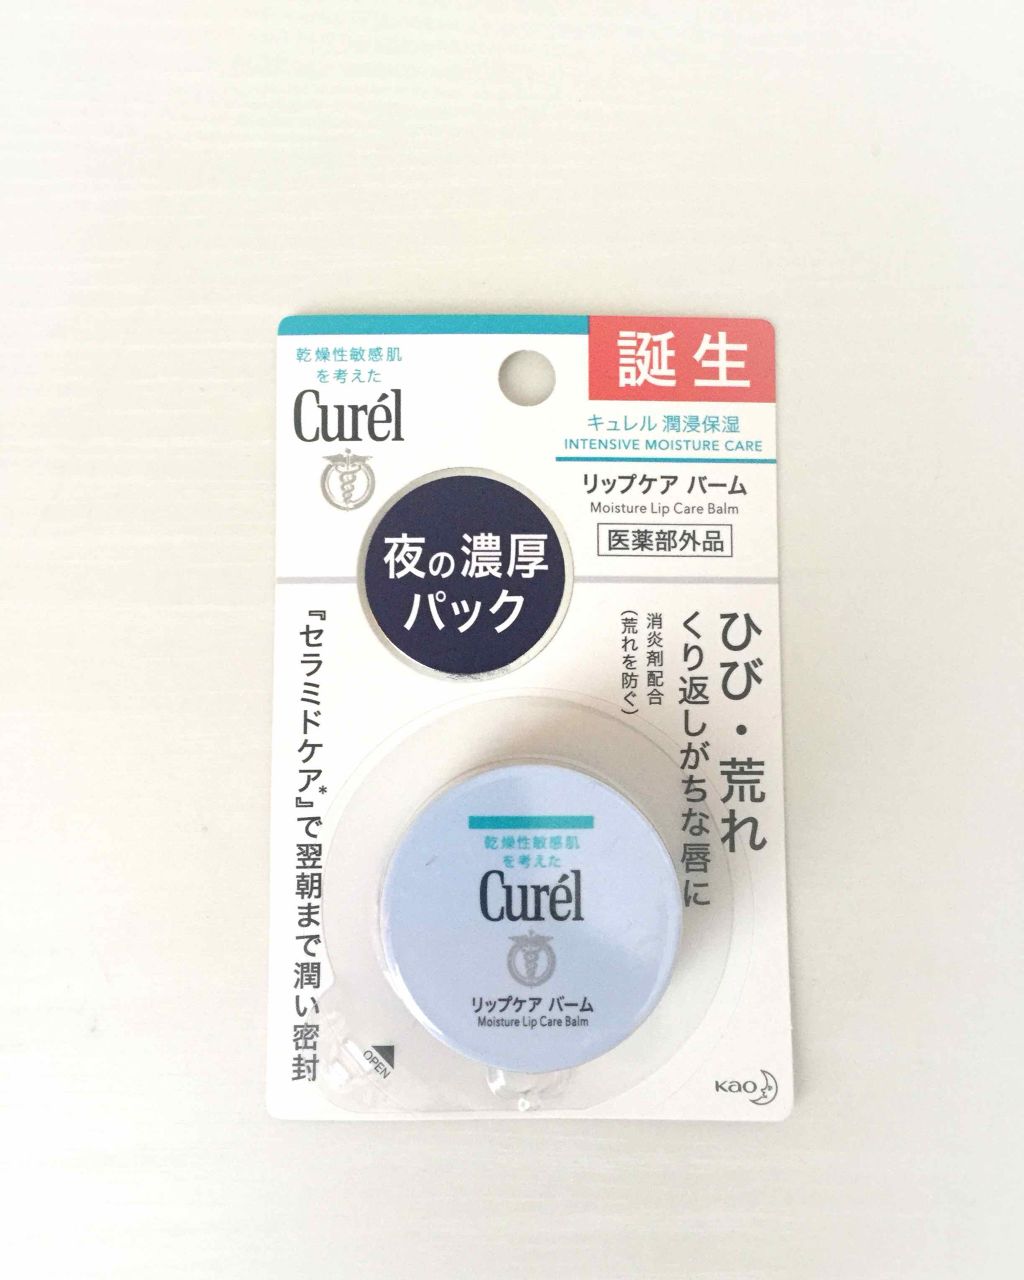 乾燥性敏感肌
を考えた
Curél
誕生
キュレル 潤浸保湿
INTENSIVE MOISTURE CARE
リップケア バーム
Moisture Lip Care Balm
医薬部外品
夜の濃厚
パック
ひび・荒れ
くり返しがちな唇に
消炎剤配合
(荒れを防ぐ)
『セラミドケア*』で翌朝まで潤い密封
乾燥性敏感肌
を考えた
Curél
リップケア バーム
Moisture Lip Care Balm
OPEN
Kao